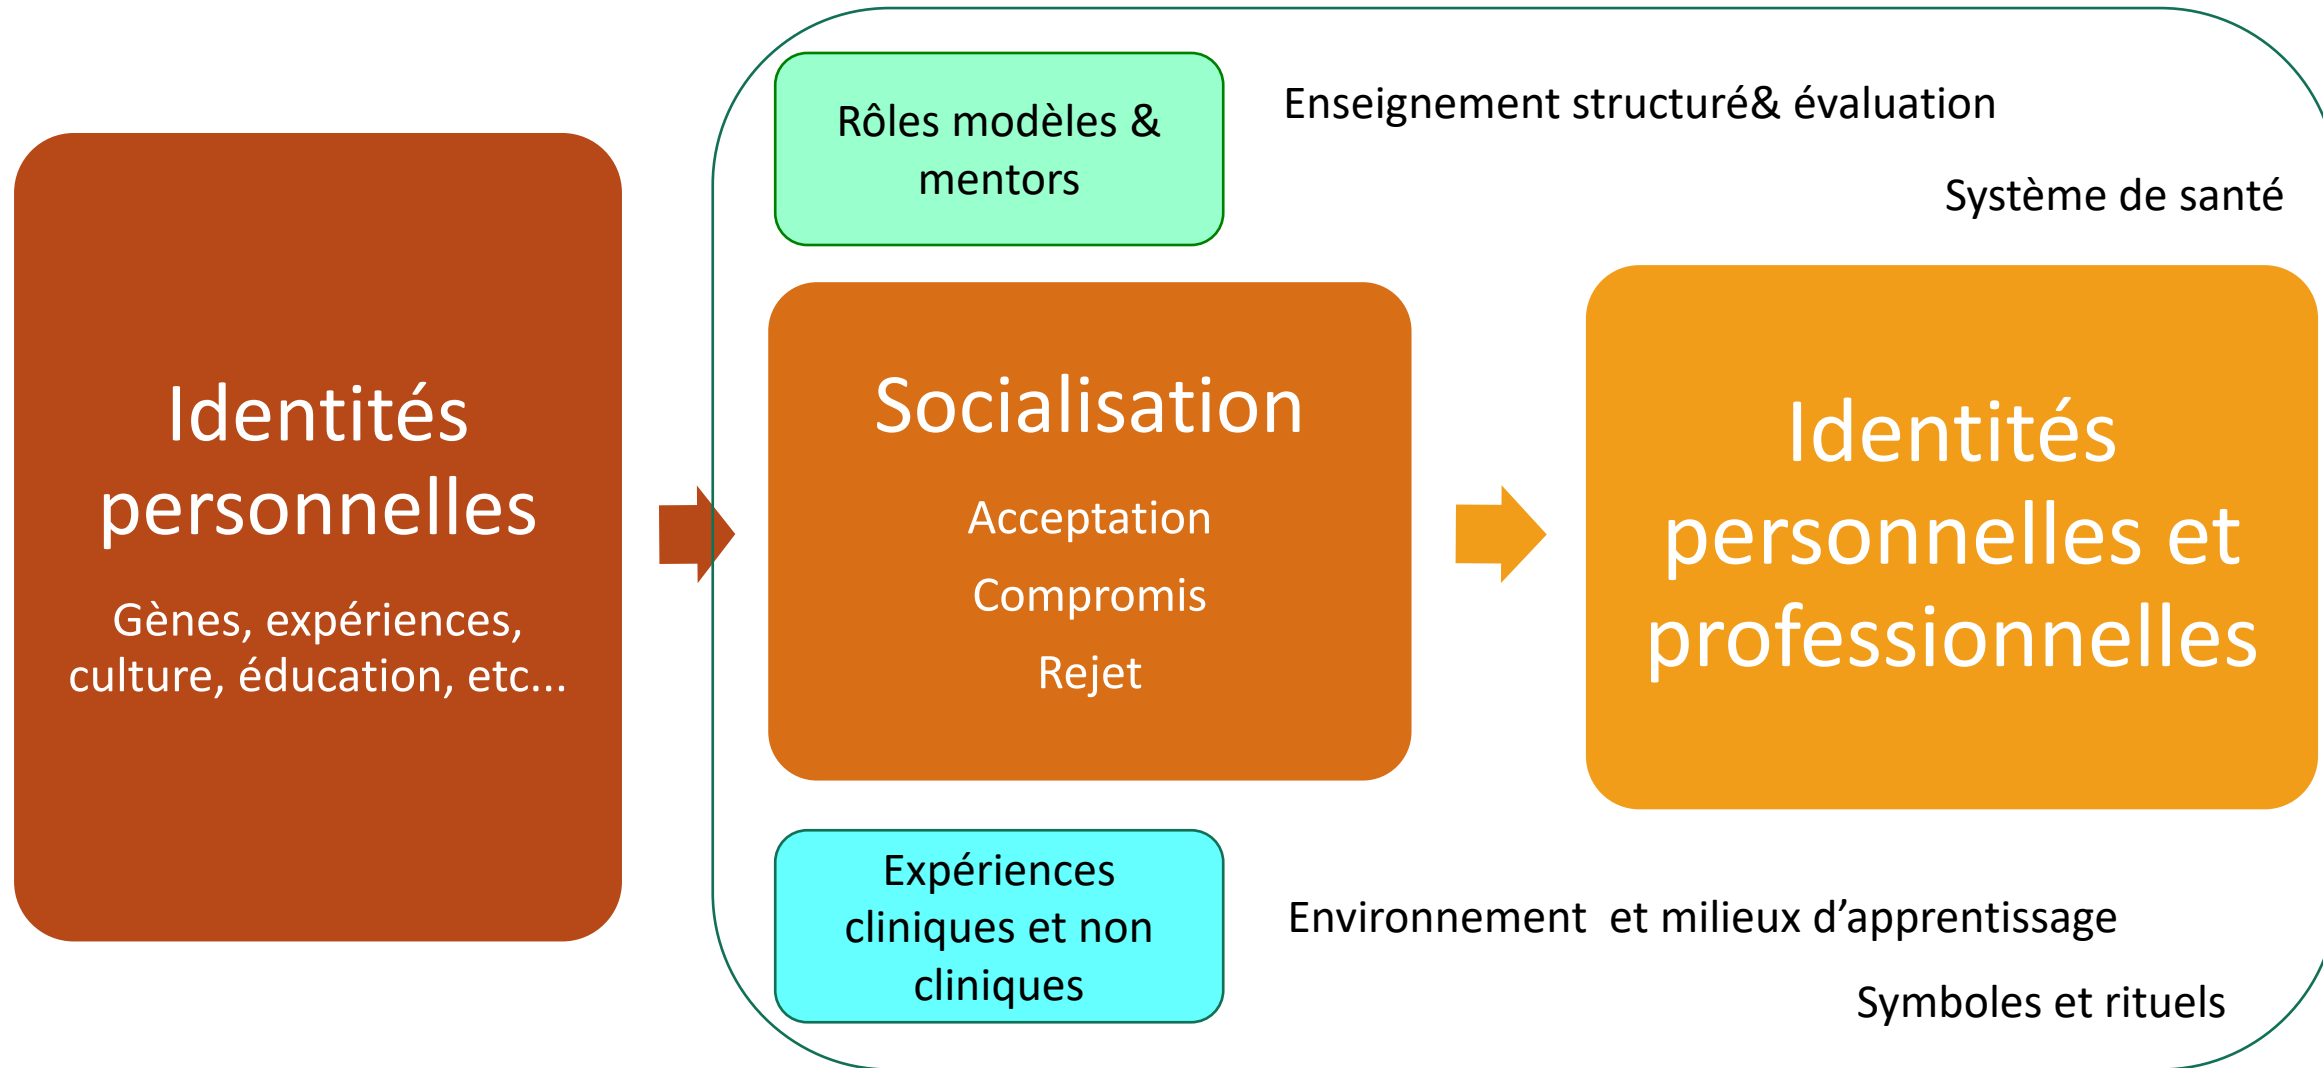 Identités
personnelles
Gènes, expériences,
culture, éducation, etc...
Rôles modèles &
mentors
Enseignement structuré& évaluation
Système de santé
Socialisation
Acceptation
Compromis
Rejet
Identités
personnelles et
professionnelles
Expériences
cliniques et non
cliniques
Environnement  et milieux d’apprentissage
Symboles et rituels